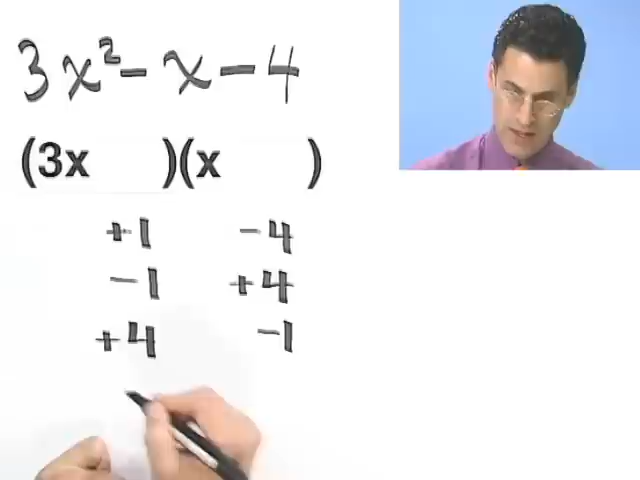 3x² - x - 4
(3x )(x )
+1 -4
-1 +4
+4 -1